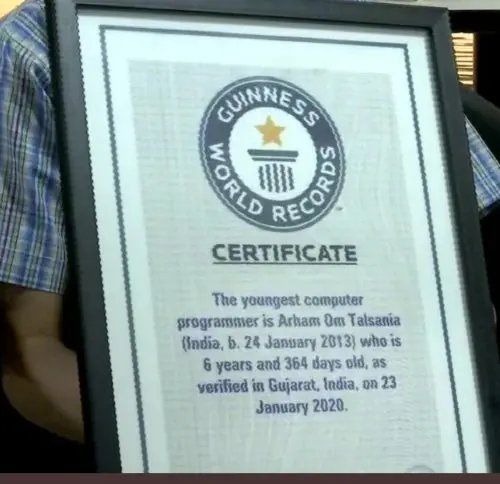 GUINNESS
WORLD RECORDS
CERTIFICATE
The youngest computer
programmer is Arham Om Talsania
(India, b. 24 January 2013) who is
6 years and 364 days old, as
verified in Gujarat, India, on 23
January 2020.